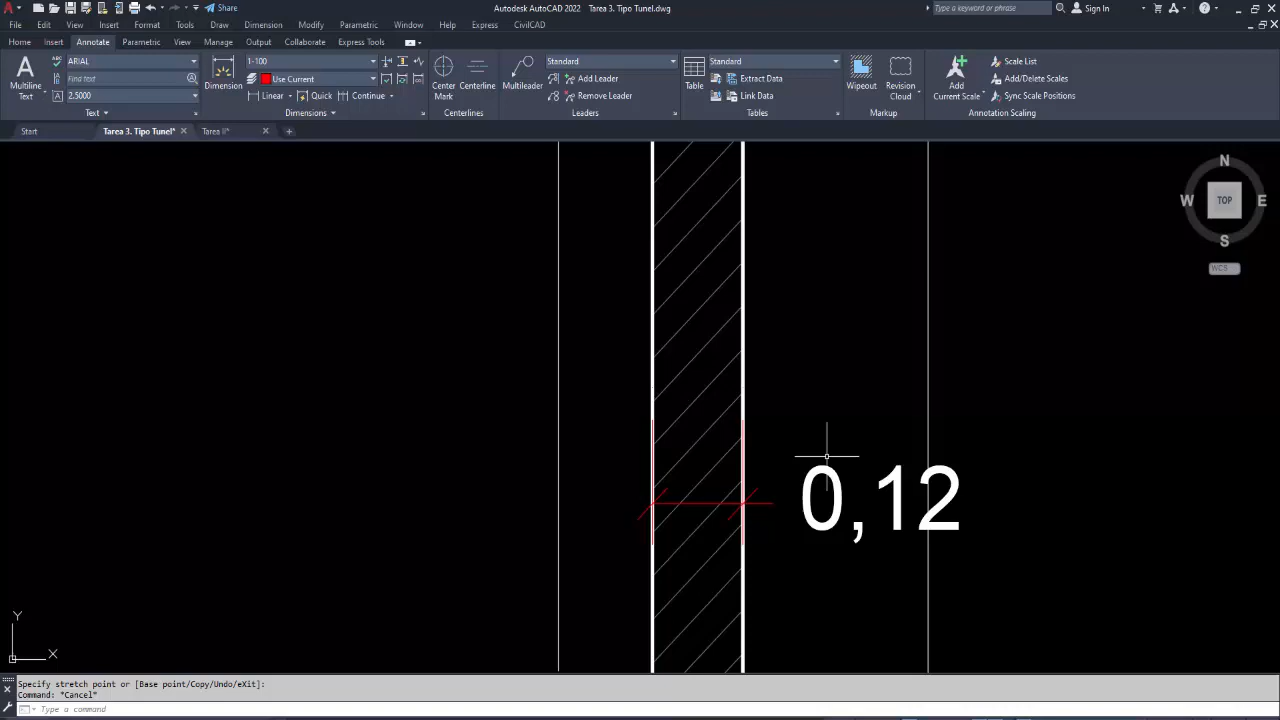 Share
Autodesk AutoCAD 2022 Tarea 3. Tipo Tunel.dwg
Type a keyword or phrase
Sign In
File Edit View Insert Format Tools Draw Dimension Modify Parametric Window Help Express CivilCAD
Home Insert Annotate Parametric View Manage Output Collaborate Express Tools
A
Multiline
Text
ABC
ARIAL
Find text
2.5000
Text
Dimension
1-100
Use Current
Linear Quick Continue
Dimensions
Center
Mark
Centerline
Centerlines
Multileader
Standard
Add Leader
Remove Leader
Leaders
Table
Standard
Extract Data
Link Data
Tables
Wipeout
Revision
Cloud
Markup
Add
Current Scale
Scale List
Add/Delete Scales
Sync Scale Positions
Annotation Scaling
Start
Tarea 3. Tipo Tunel*
Tarea II*
N
W TOP E
S
WCS
0,12
Y
X
Specify stretch point or [Base point/Copy/Undo/eXit]:
Command: *Cancel*
Type a command